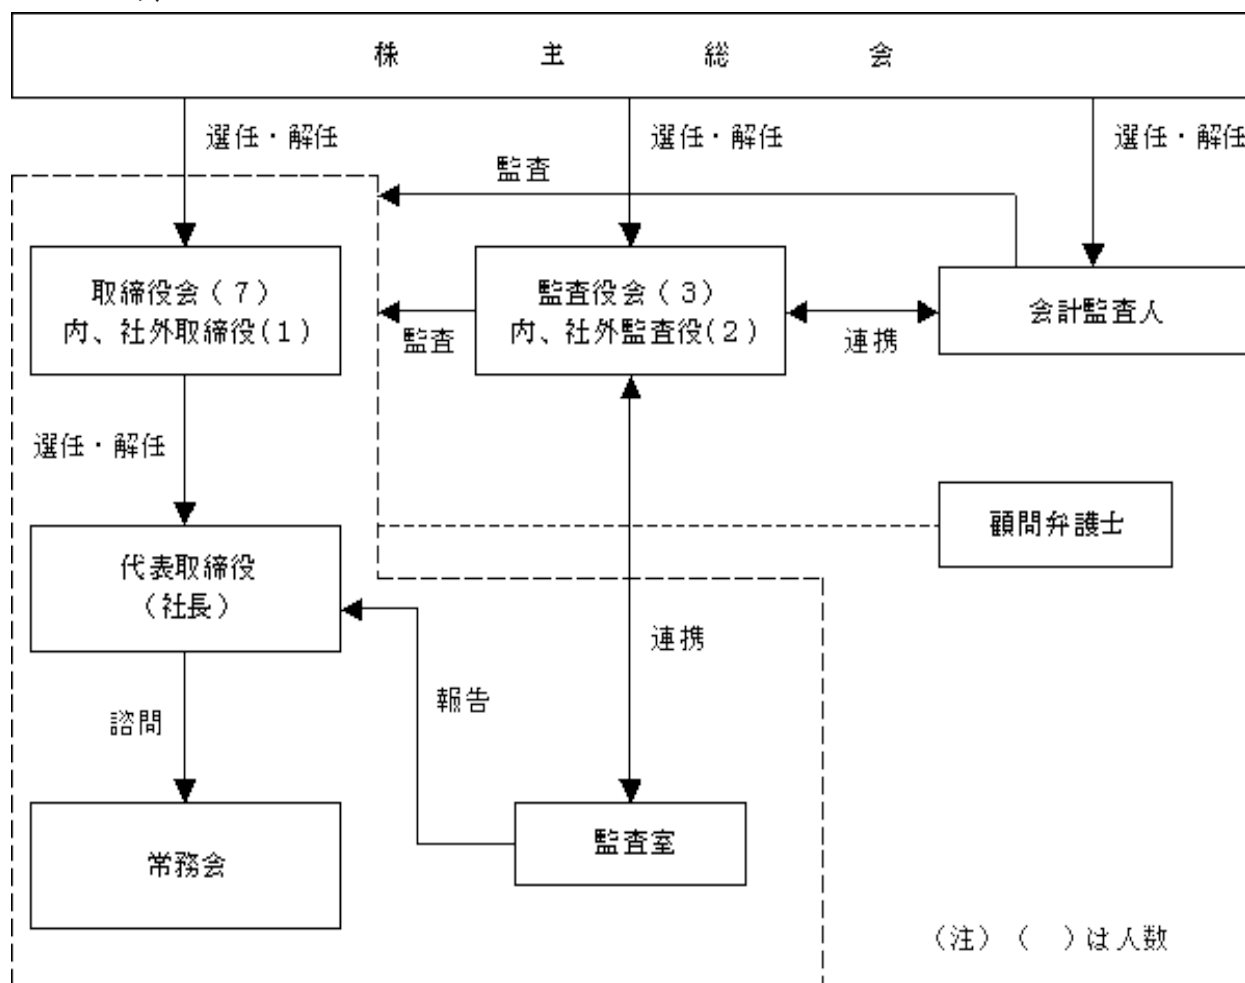 株主総会
選任・解任
選任・解任
選任・解任
監査
取締役会(7)
内、社外取締役(1)
監査役会(3)
内、社外監査役(2)
会計監査人
監査
連携
選任・解任
顧問弁護士
代表取締役
(社長)
連携
報告
諮問
常務会
監査室
(注)( )は人数